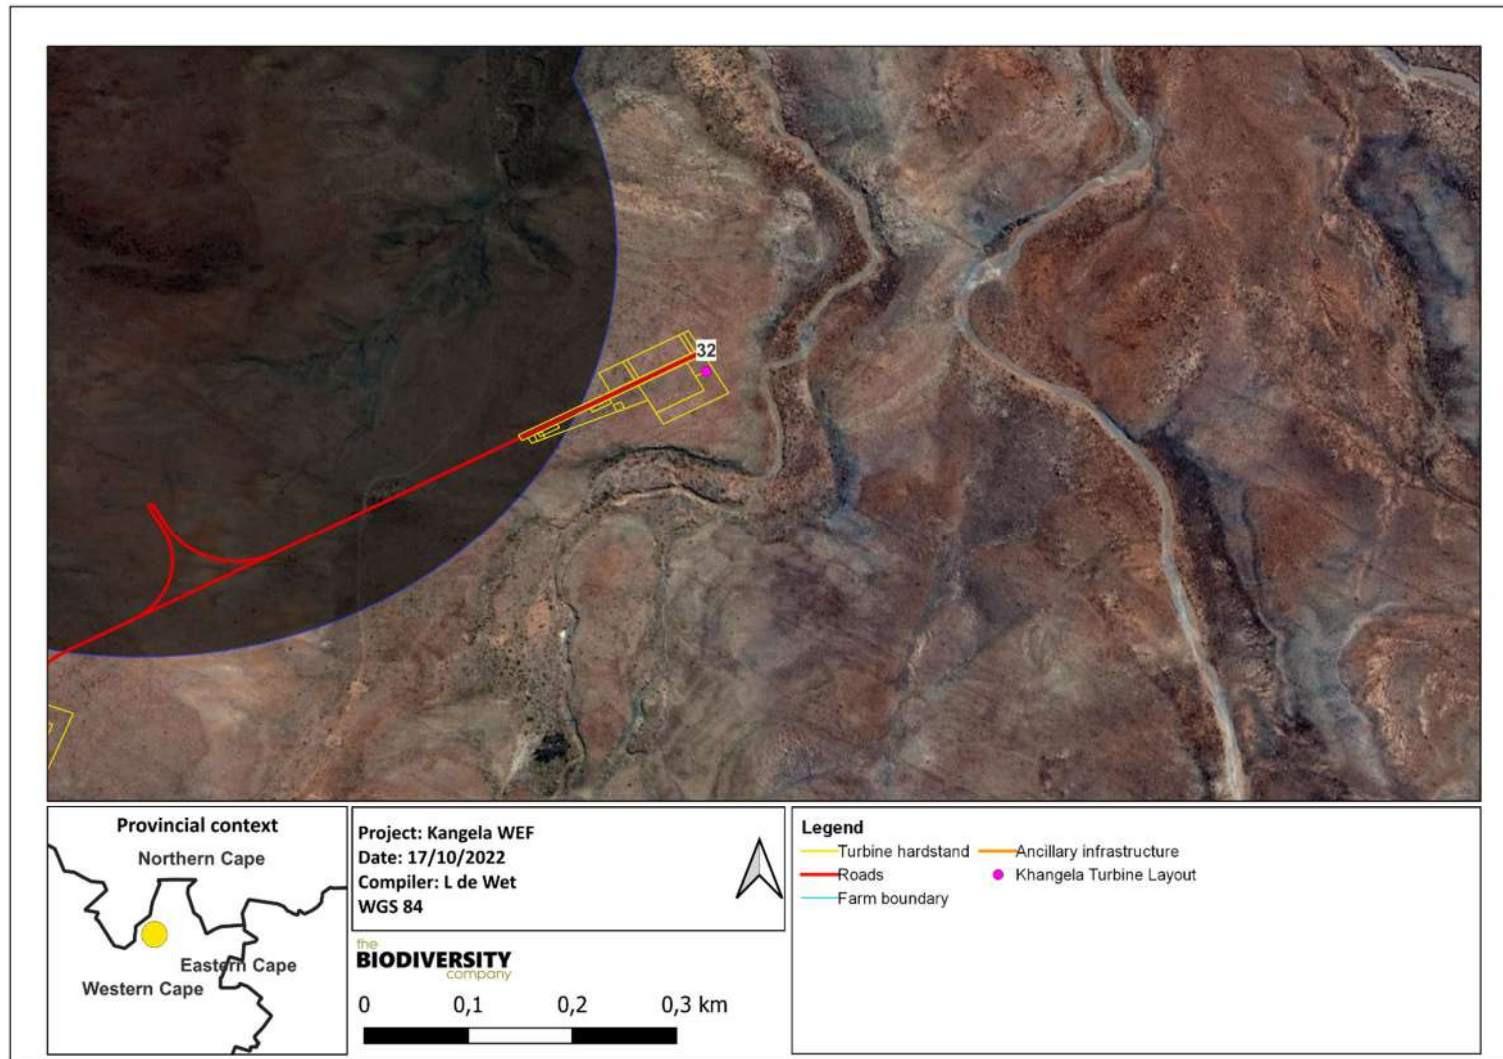 32
Provincial context
Northern Cape
Eastern Cape
Western Cape
Project: Kangela WEF
Date: 17/10/2022
Compiler: L de Wet
WGS 84
the
BIODIVERSITY
company
0 0,1 0,2 0,3 km
Legend
Turbine hardstand
Roads
Farm boundary
Ancillary infrastructure
Khangela Turbine Layout